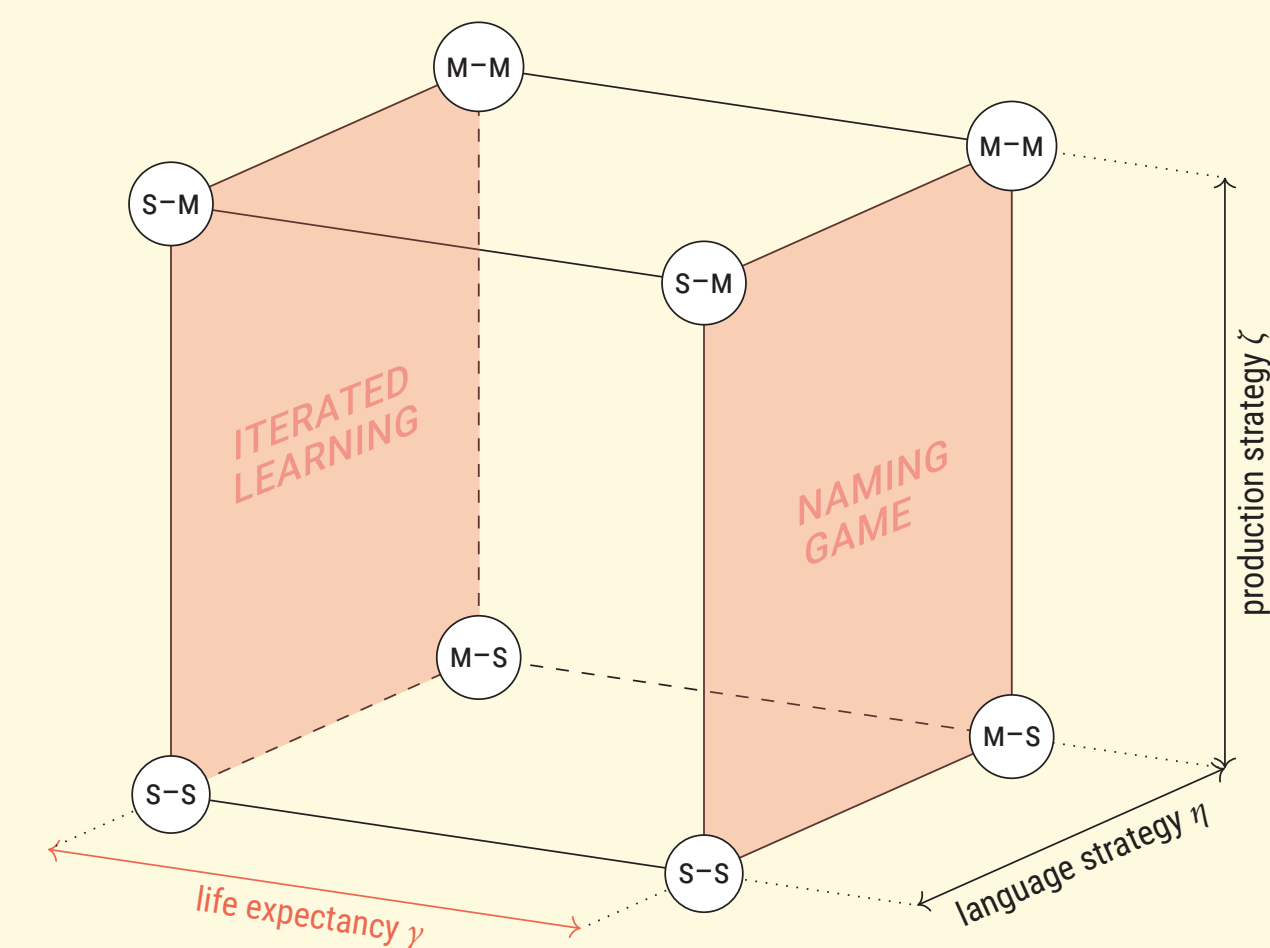 M–M
M–M
S–M
S–M
ITERATED
LEARNING
NAMING
GAME
production strategy ζ
M–S
M–S
S–S
S–S
language strategy η
life expectancy γ